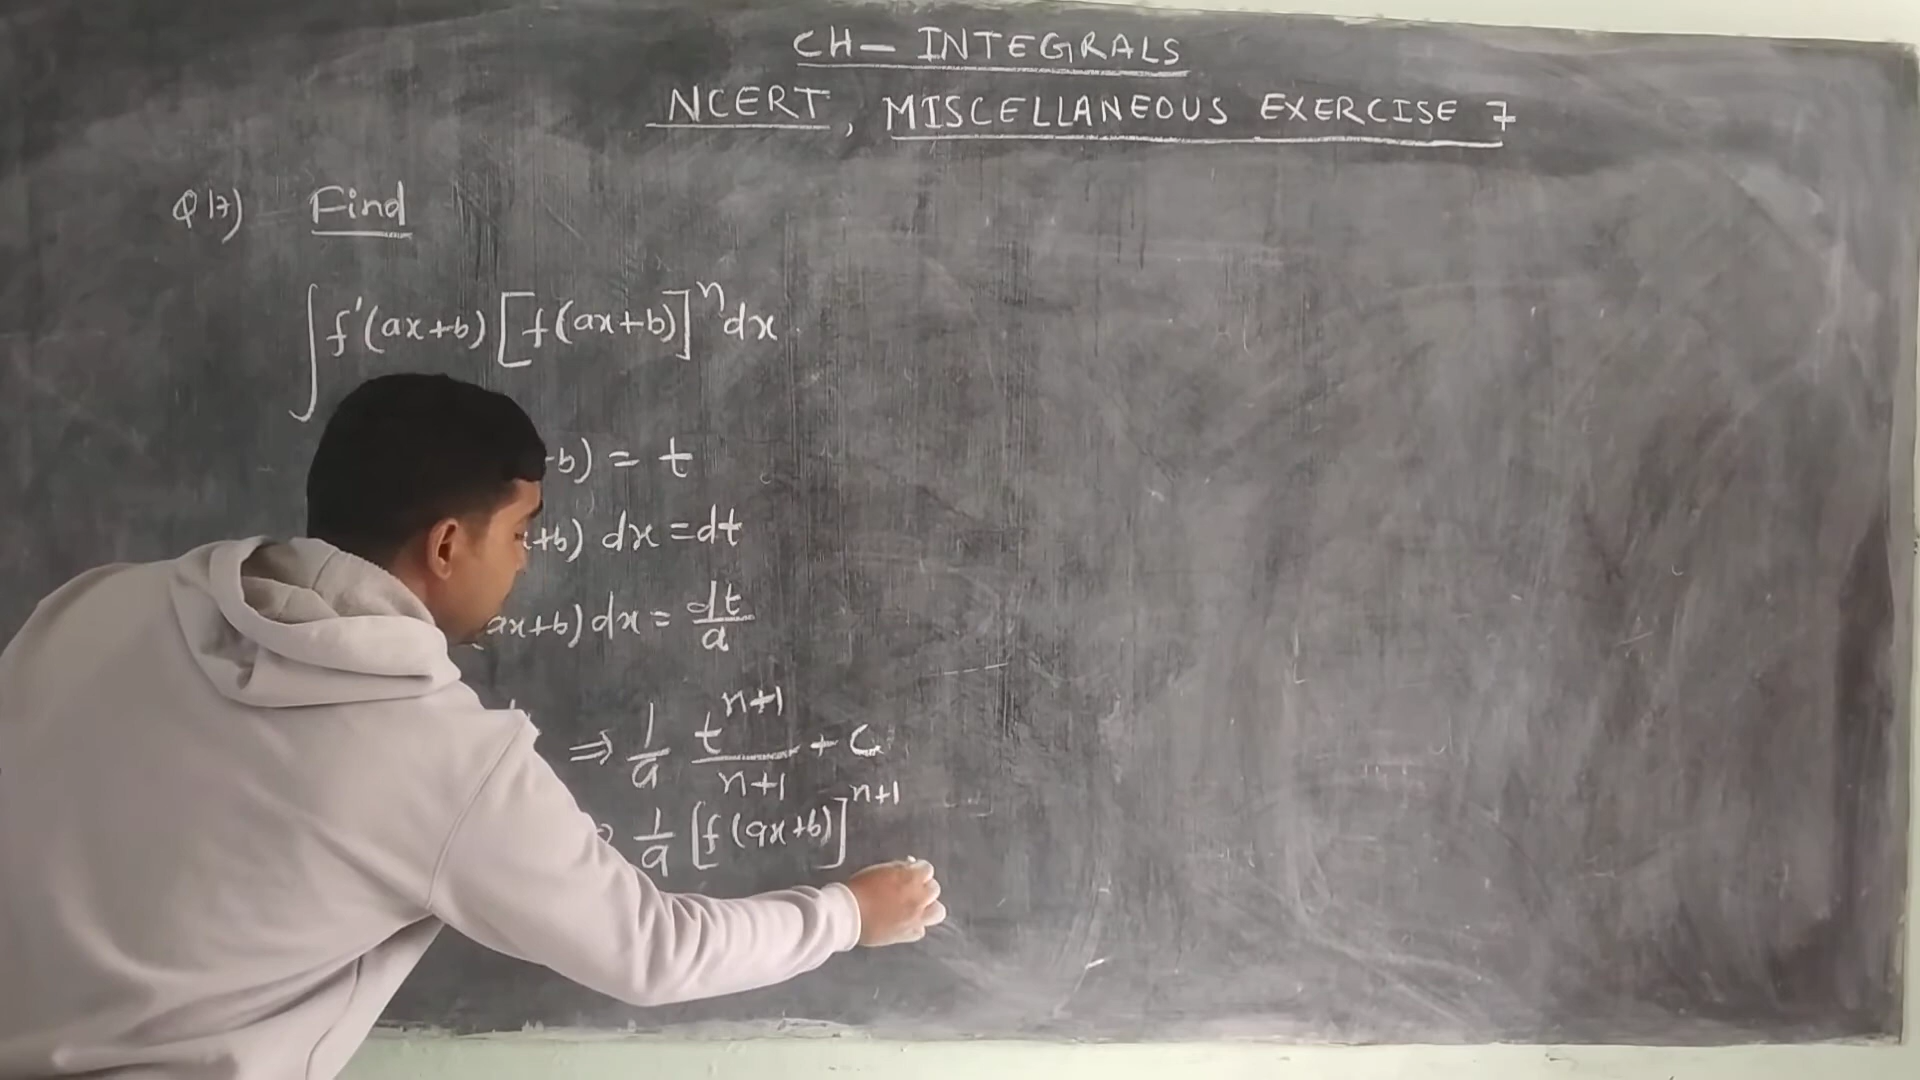 CH- INTEGRALS
NCERT, MISCELLANEOUS EXERCISE 7
Q17) Find
∫f'(ax+b)[f(ax+b)]^n dx
b) = t
+b) dx = dt
ax+b) dx = dt/a
⇒ 1/a t^(n+1)/(n+1) + C
1/a [f(ax+b)]^(n+1)